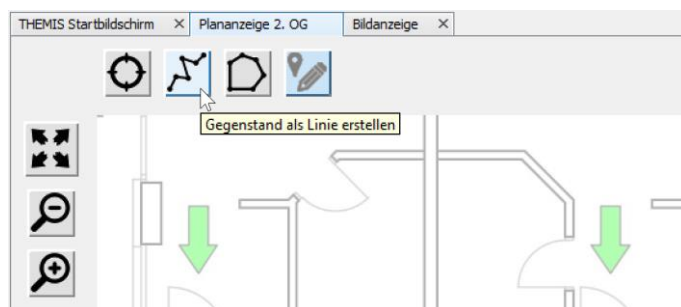 THEMIS Startbildschirm
Plananzeige 2. OG
Bildanzeige
Gegenstand als Linie erstellen